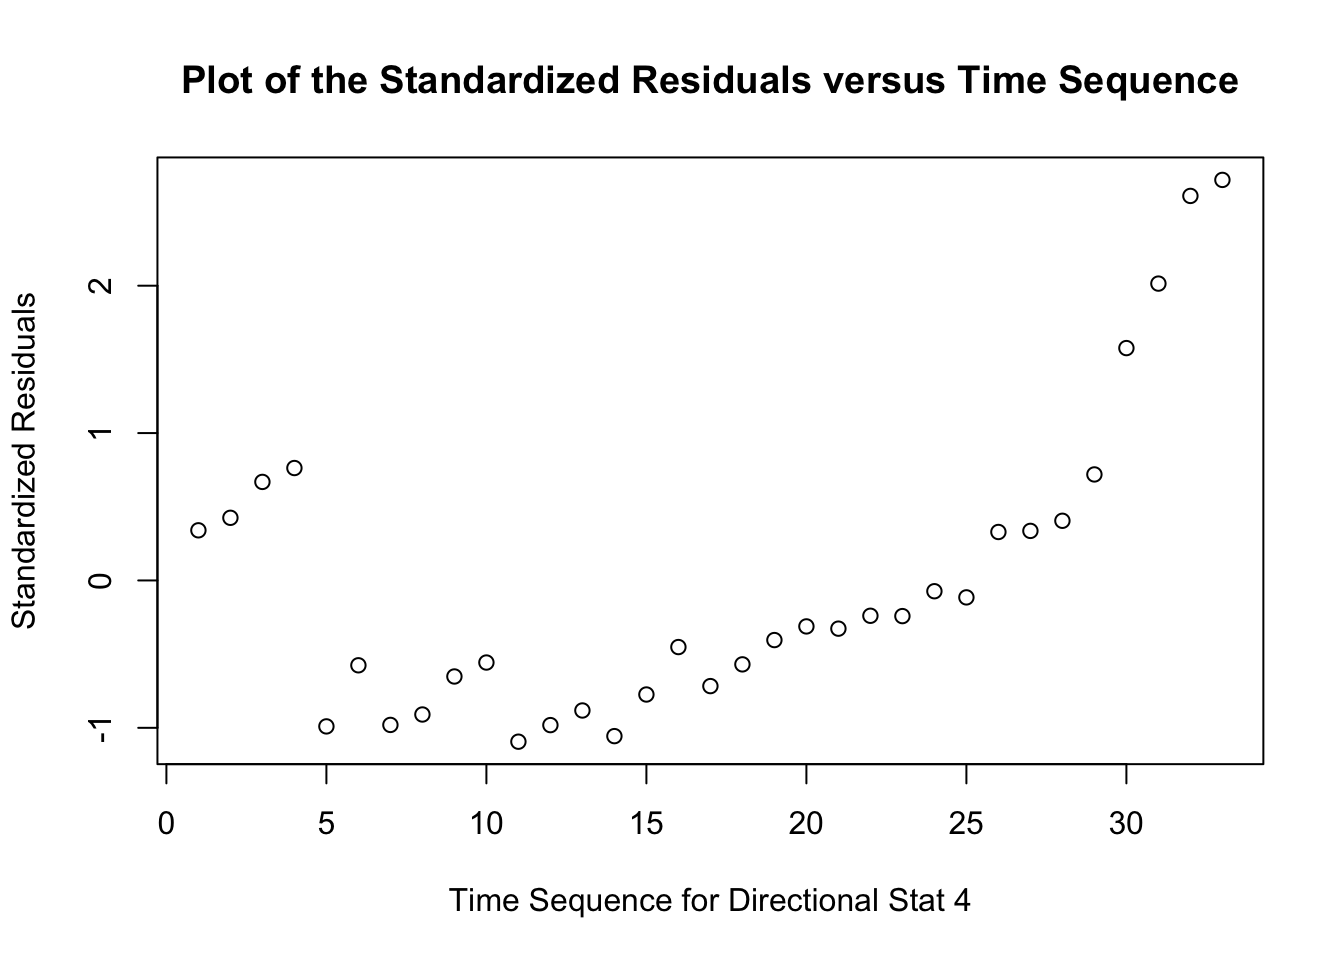 Plot of the Standardized Residuals versus Time Sequence
Standardized Residuals
2
1
0
-1
0 5 10 15 20 25 30
Time Sequence for Directional Stat 4